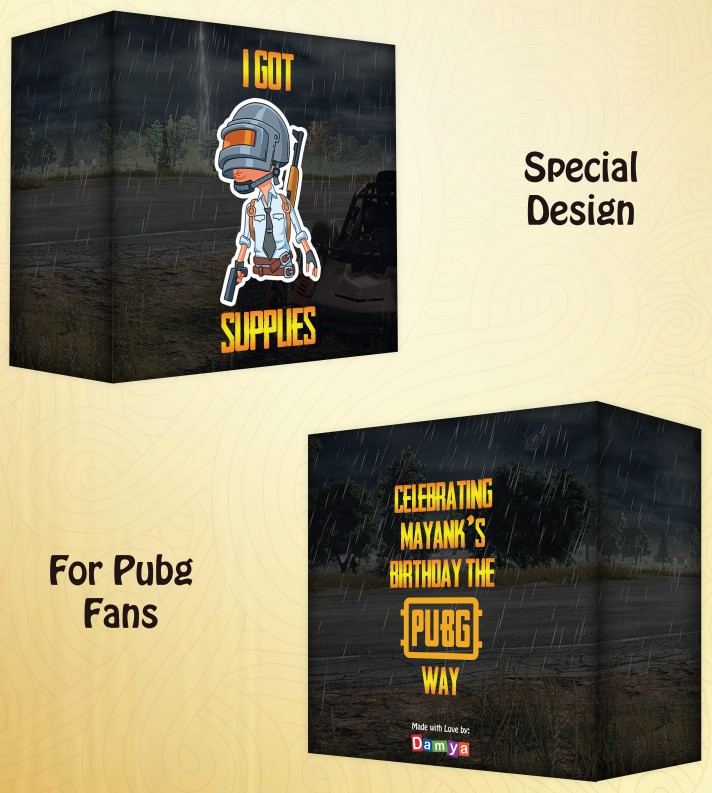 I GOT
SUPPLIES
Special
Design
CELEBRATING
MAYANK'S
BIRTHDAY THE
PUBG
WAY
Made with Love by:
Damya
For Pubg
Fans